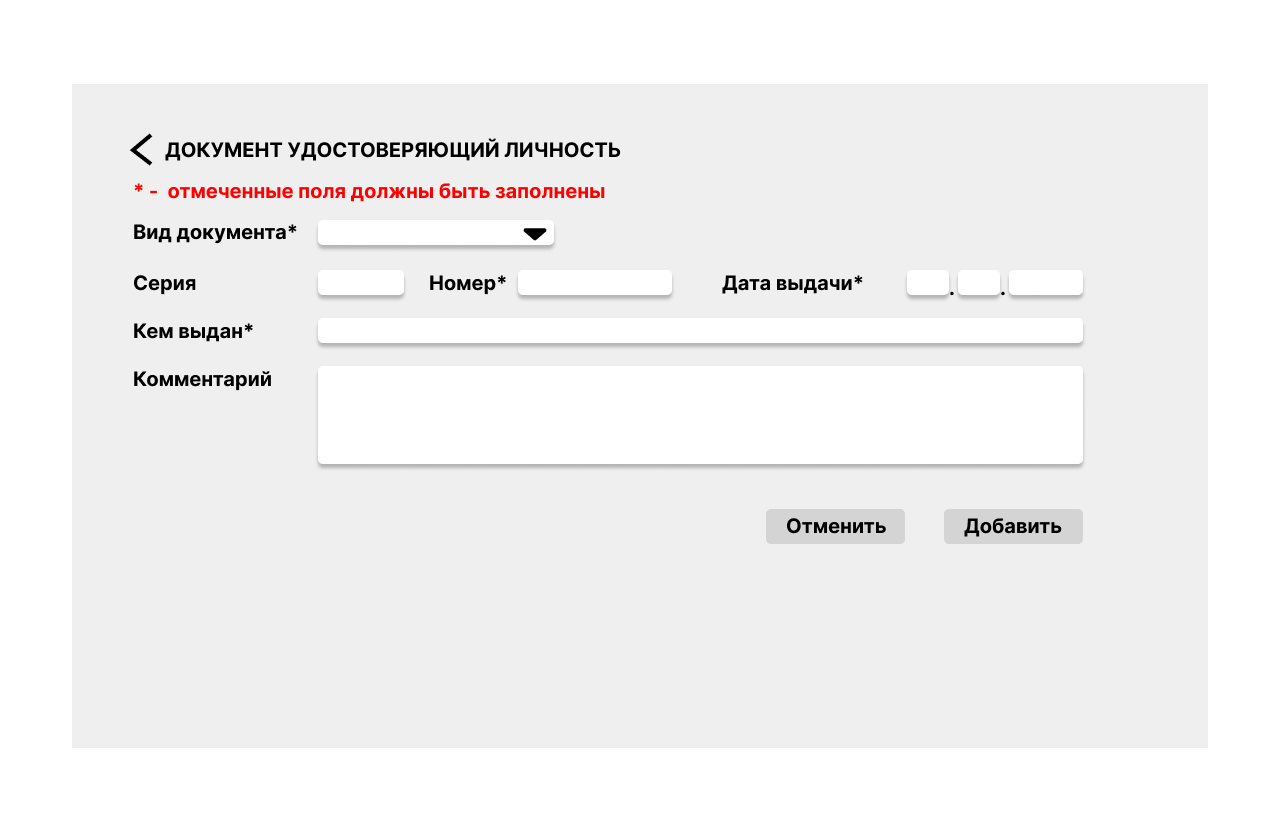 ДОКУМЕНТ УДОСТОВЕРЯЮЩИЙ ЛИЧНОСТЬ
* - отмеченные поля должны быть заполнены
Вид документа*
Серия Номер* Дата выдачи* . .
Кем выдан*
Комментарий
Отменить Добавить